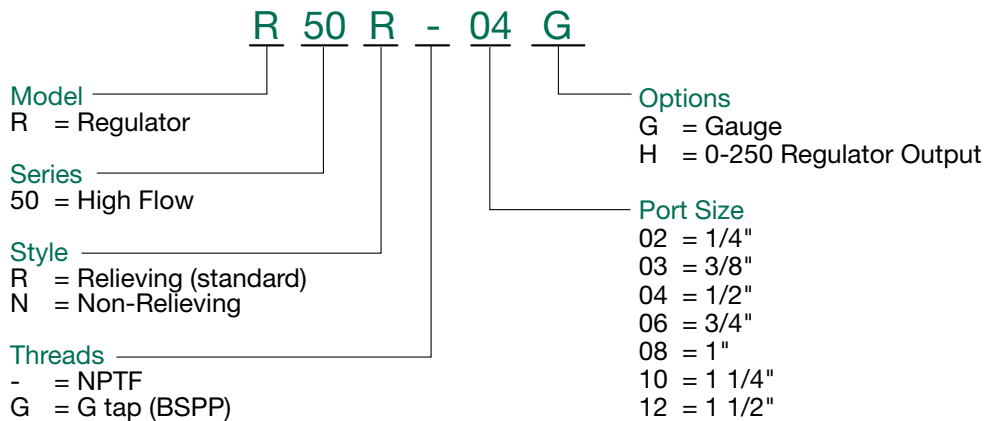 R 50 R - 04 G
Model
R = Regulator
Series
50 = High Flow
Style
R = Relieving (standard)
N = Non-Relieving
Threads
- = NPTF
G = G tap (BSPP)
Options
G = Gauge
H = 0-250 Regulator Output
Port Size
02 = 1/4"
03 = 3/8"
04 = 1/2"
06 = 3/4"
08 = 1"
10 = 1 1/4"
12 = 1 1/2"